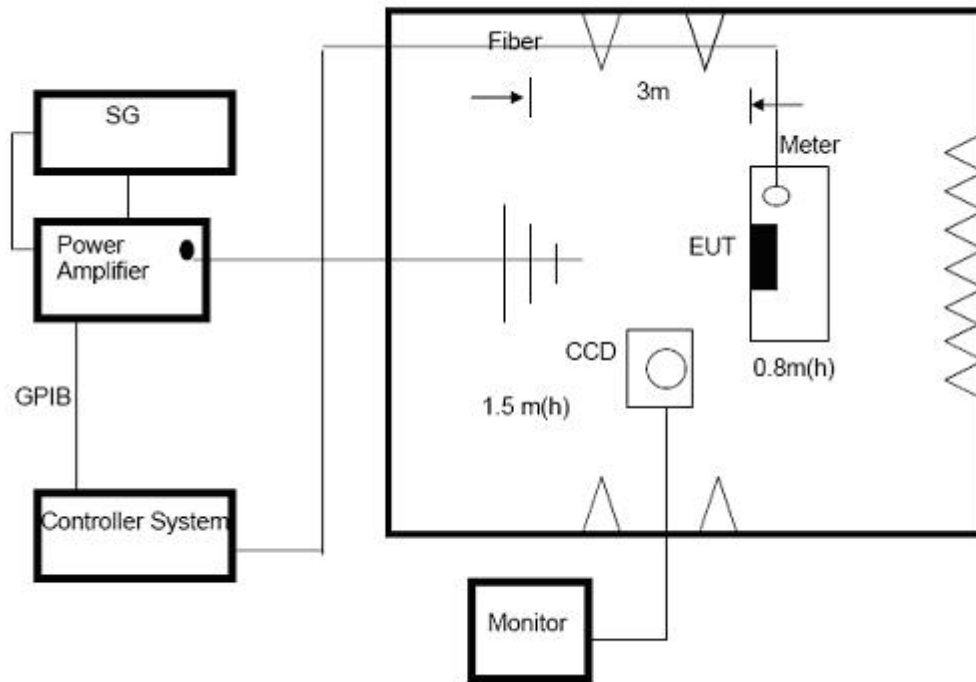 Fiber
3m
SG
Meter
Power
Amplifier
EUT
CCD
0.8m(h)
GPIB
1.5 m(h)
Controller System
Monitor